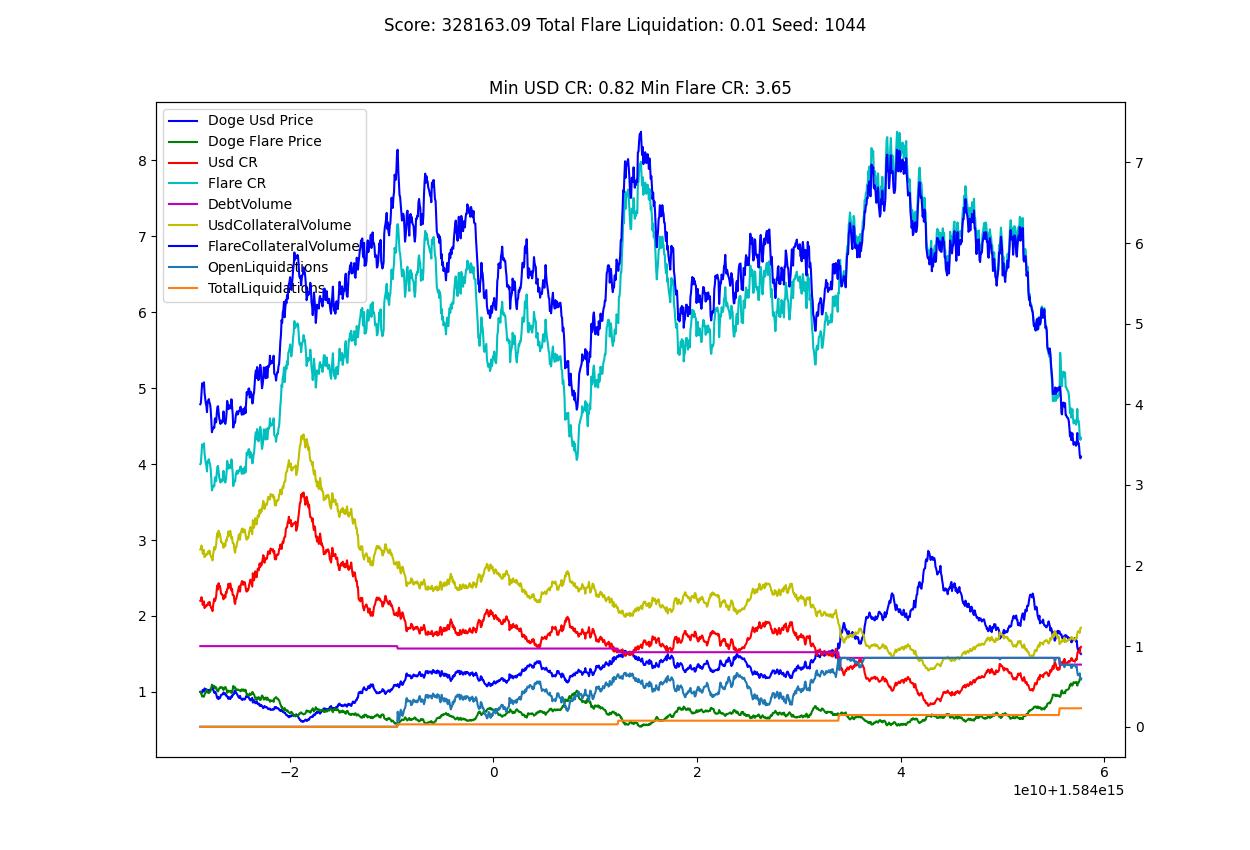 Score: 328163.09 Total Flare Liquidation: 0.01 Seed: 1044
Min USD CR: 0.82 Min Flare CR: 3.65
Doge Usd Price
Doge Flare Price
Usd CR
Flare CR
DebtVolume
UsdCollateralVolume
FlareCollateralVolume
OpenLiquidations
TotalLiquidations
8
7
6
5
4
3
2
1
7
6
5
4
3
2
1
0
−2
0
2
4
6
1e10+1.584e15